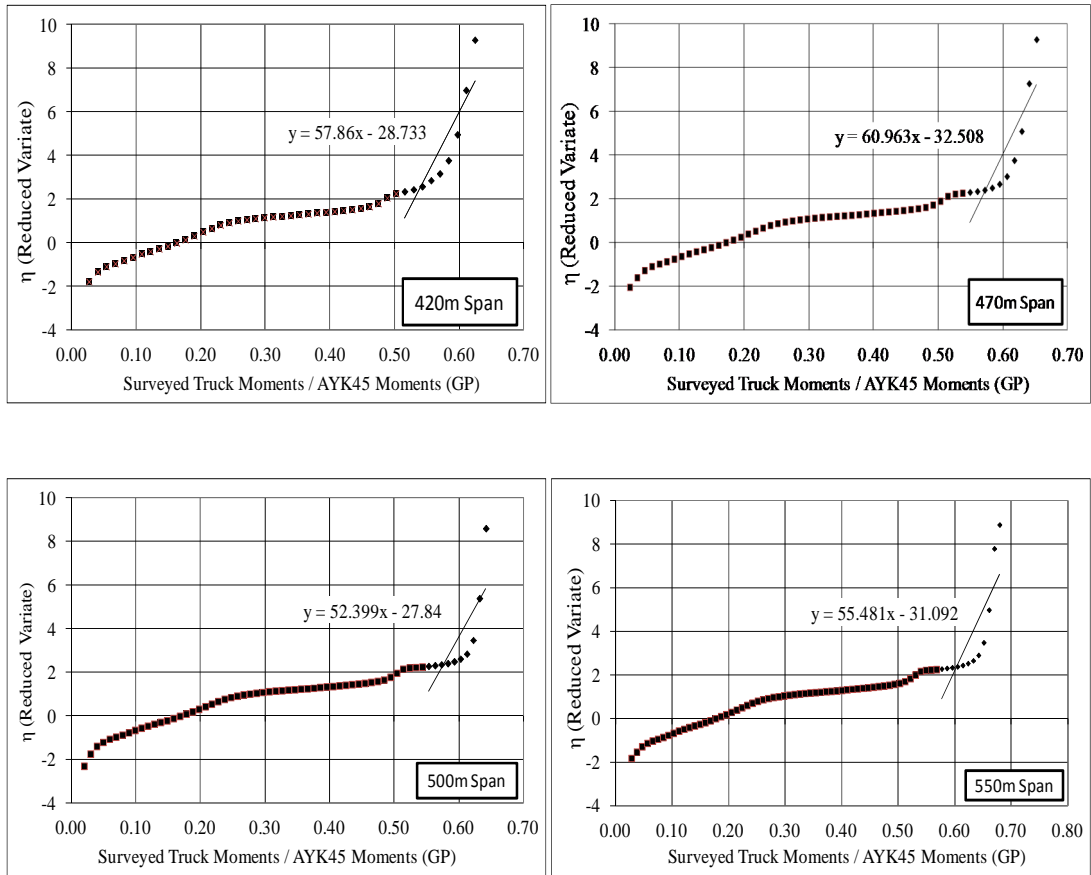 10
8
6
4
2
0
-2
-4
η (Reduced Variate)
y = 57.86x - 28.733
420m Span
0.00 0.10 0.20 0.30 0.40 0.50 0.60 0.70
Surveyed Truck Moments / AYK45 Moments (GP)
10
8
6
4
2
0
-2
-4
η (Reduced Variate)
y = 60.963x - 32.508
470m Span
0.00 0.10 0.20 0.30 0.40 0.50 0.60 0.70
Surveyed Truck Moments / AYK45 Moments (GP)
10
8
6
4
2
0
-2
-4
η (Reduced Variate)
y = 52.399x - 27.84
500m Span
0.00 0.10 0.20 0.30 0.40 0.50 0.60 0.70
Surveyed Truck Moments / AYK45 Moments (GP)
10
8
6
4
2
0
-2
-4
η (Reduced Variate)
y = 55.481x - 31.092
550m Span
0.00 0.10 0.20 0.30 0.40 0.50 0.60 0.70 0.80
Surveyed Truck Moments / AYK45 Moments (GP)